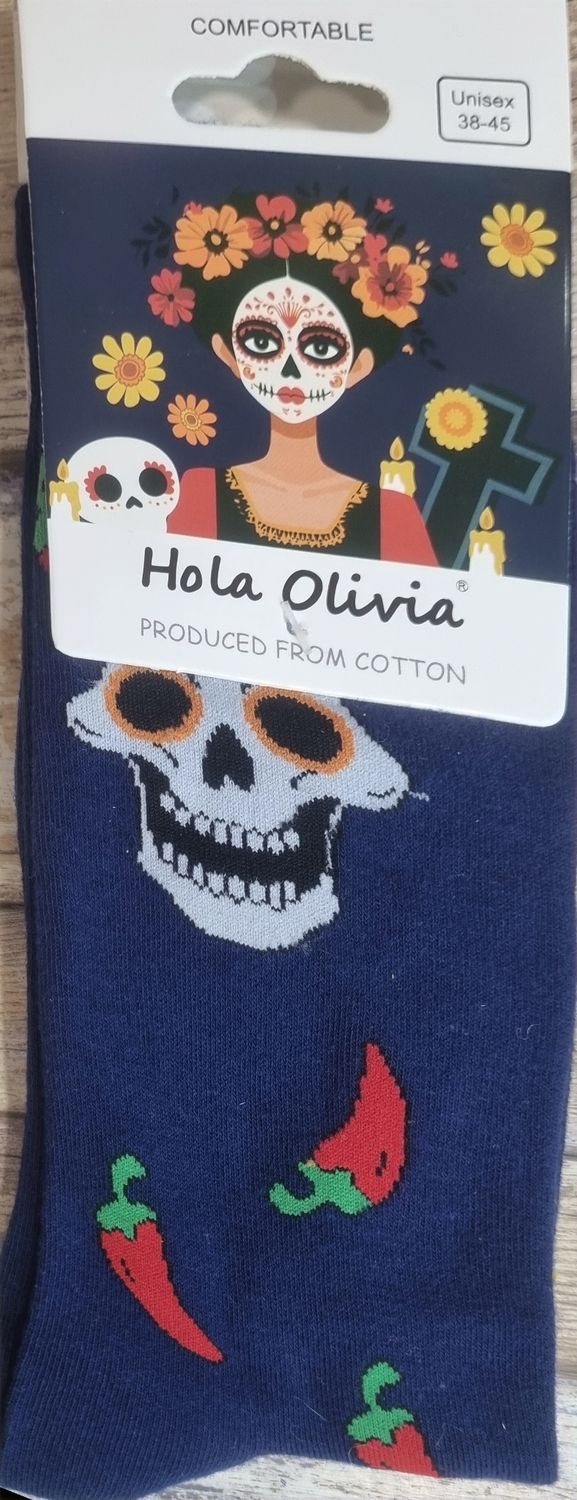 COMFORTABLE
Unisex
38-45
Hola Olivia®
PRODUCED FROM COTTON